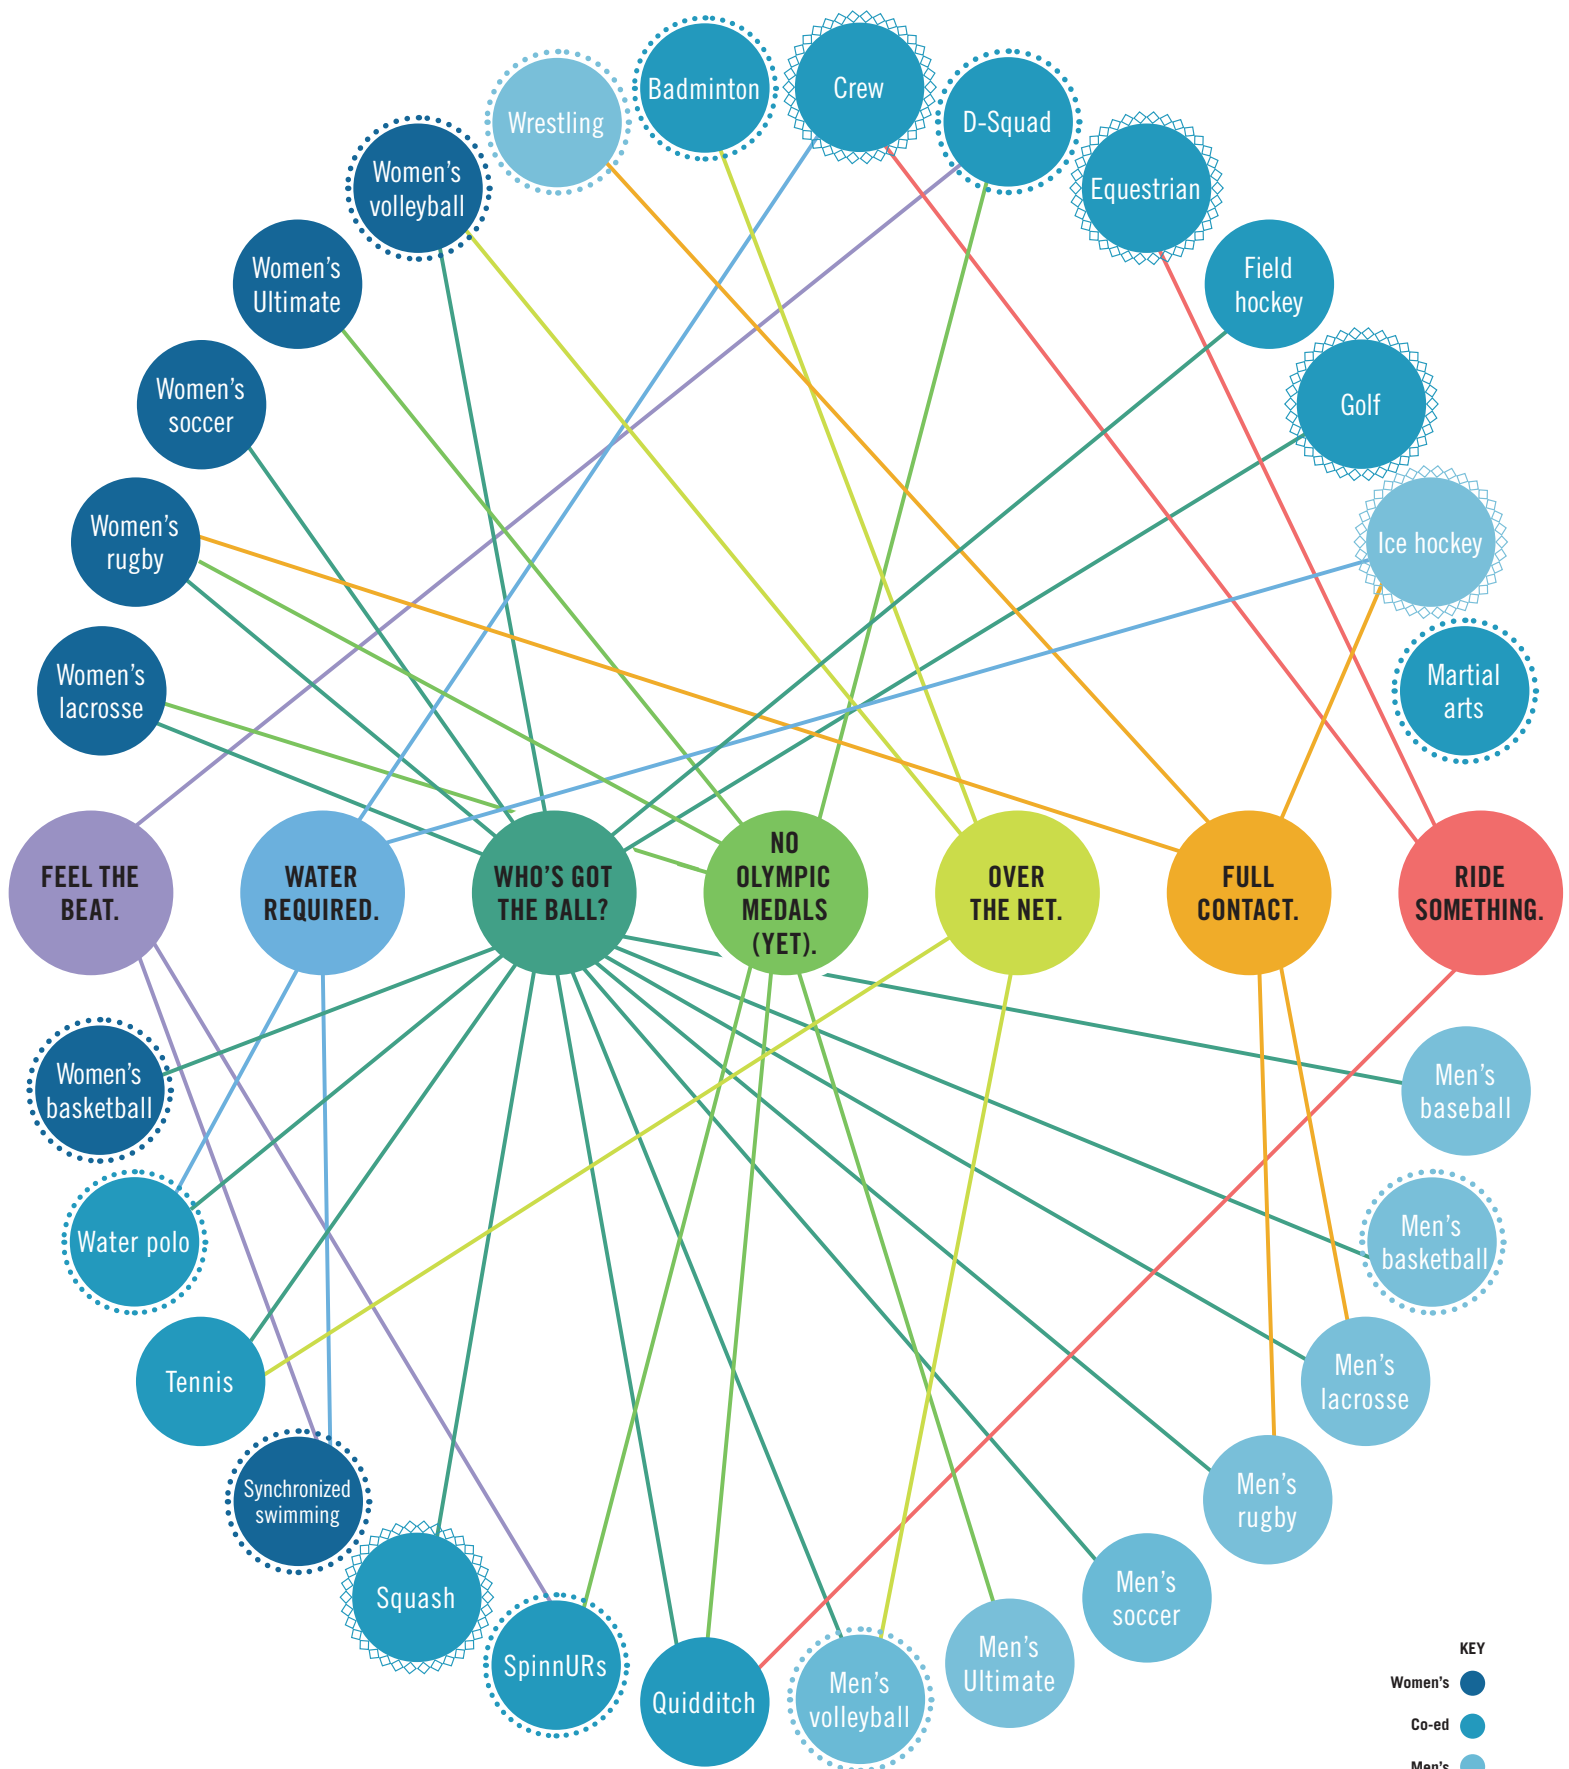 Badminton
Crew
Wrestling
D-Squad
Women's
volleyball
Equestrian
Women's
Ultimate
Field
hockey
Women's
soccer
Golf
Women's
rugby
Ice hockey
Women's
lacrosse
Martial
arts
FEEL THE
BEAT.
WATER
REQUIRED.
WHO'S GOT
THE BALL?
NO
OLYMPIC
MEDALS
(YET).
OVER
THE NET.
FULL
CONTACT.
RIDE
SOMETHING.
Women's
basketball
Men's
baseball
Water polo
Men's
basketball
Tennis
Men's
lacrosse
Synchronized
swimming
Men's
rugby
Squash
Men's
soccer
SpinnURs
Men's
Ultimate
Quidditch
Men's
volleyball
KEY
Women's
Co-ed
Men's